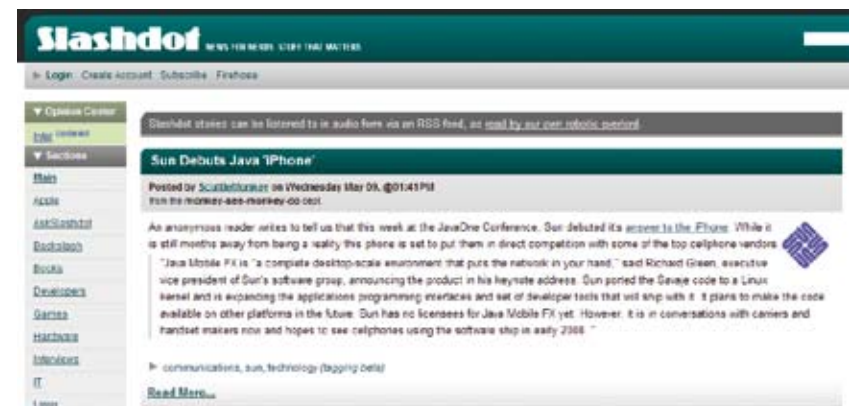 Slashdot NEWS FOR NERDS. STUFF THAT MATTERS.
Login Create Account Subscribe Firehose
Opinion Center
Intel
Sections
Main
Apple
AskSlashdot
Backslash
Books
Developers
Games
Hardware
Interviews
IT
Linux
Slashdot stories can be listened to in audio form via an RSS feed, as read by our own robotic overlord.
Sun Debuts Java 'iPhone'
Posted by ScuttleMonkey on Wednesday May 09, @01:41PM
from the monkey-see-monkey-do dept.
An anonymous reader writes to tell us that this week at the JavaOne Conference, Sun debuted it's answer to the iPhone. While it
is still months away from being a reality this phone is set to put them in direct competition with some of the top cellphone vendors.
"Java Mobile FX is "a complete desktop-scale environment that puts the network in your hand," said Richard Green, executive
vice president of Sun's software group, announcing the product in his keynote address. Sun ported the Savaje code to a Linux
kernel and is expanding the applications programming interfaces and set of developer tools that will ship with it. It plans to make the code
available on other platforms in the future. Sun has no licensees for Java Mobile FX yet. However, it is in conversations with carriers and
handset makers now and hopes to see cellphones using the software ship in early 2008. "
communications, sun, technology (tagging beta)
Read More...